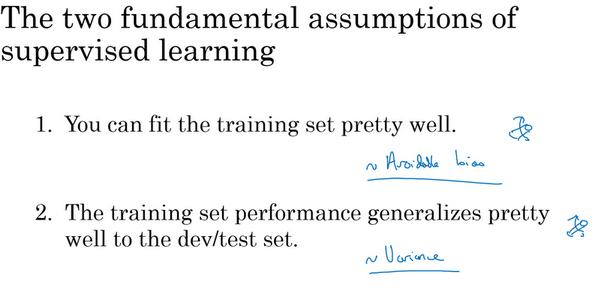 The two fundamental assumptions of
supervised learning
1. You can fit the training set pretty well.
~ Avoidable bias
2. The training set performance generalizes pretty
well to the dev/test set.
~ Variance